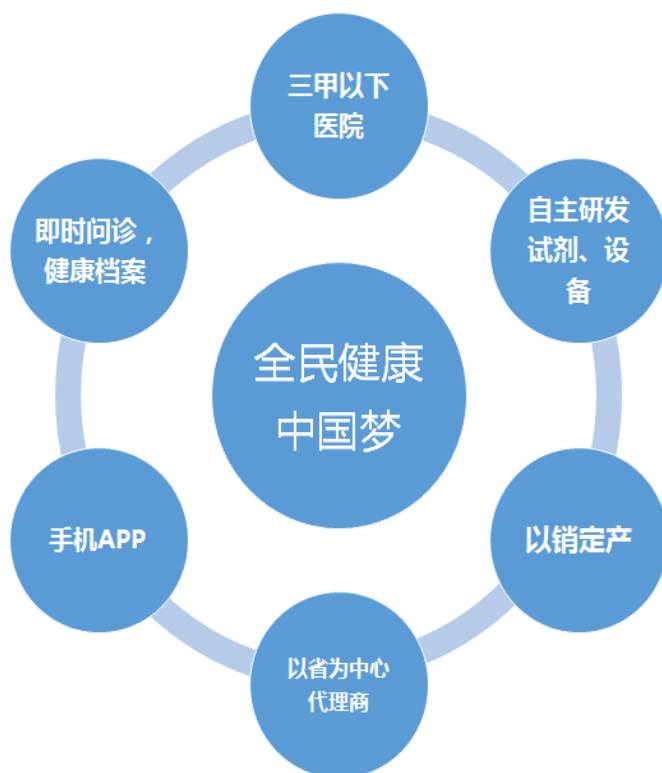 三甲以下
医院
自主研发
试剂、设
备
以销定产
以省为中心
代理商
手机APP
即时问诊，
健康档案
全民健康
中国梦